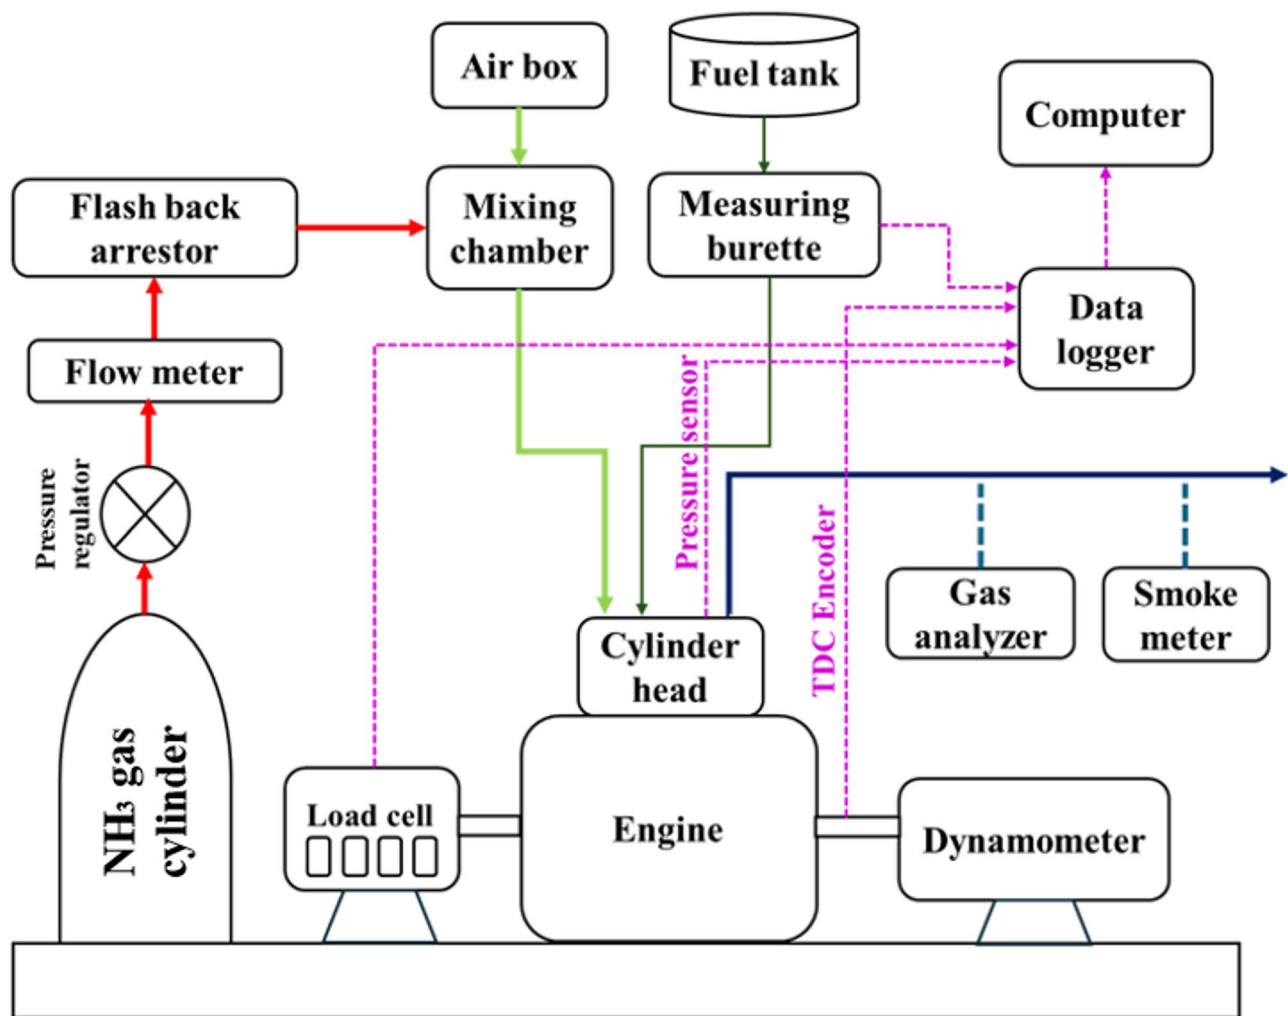 Air box
Fuel tank
Computer
Flash back
arrestor
Mixing
chamber
Measuring
burette
Data
logger
Flow meter
Pressure
regulator
Pressure sensor
TDC Encoder
Gas
analyzer
Smoke
meter
Cylinder
head
NH₃ gas
cylinder
Load cell
Engine
Dynamometer